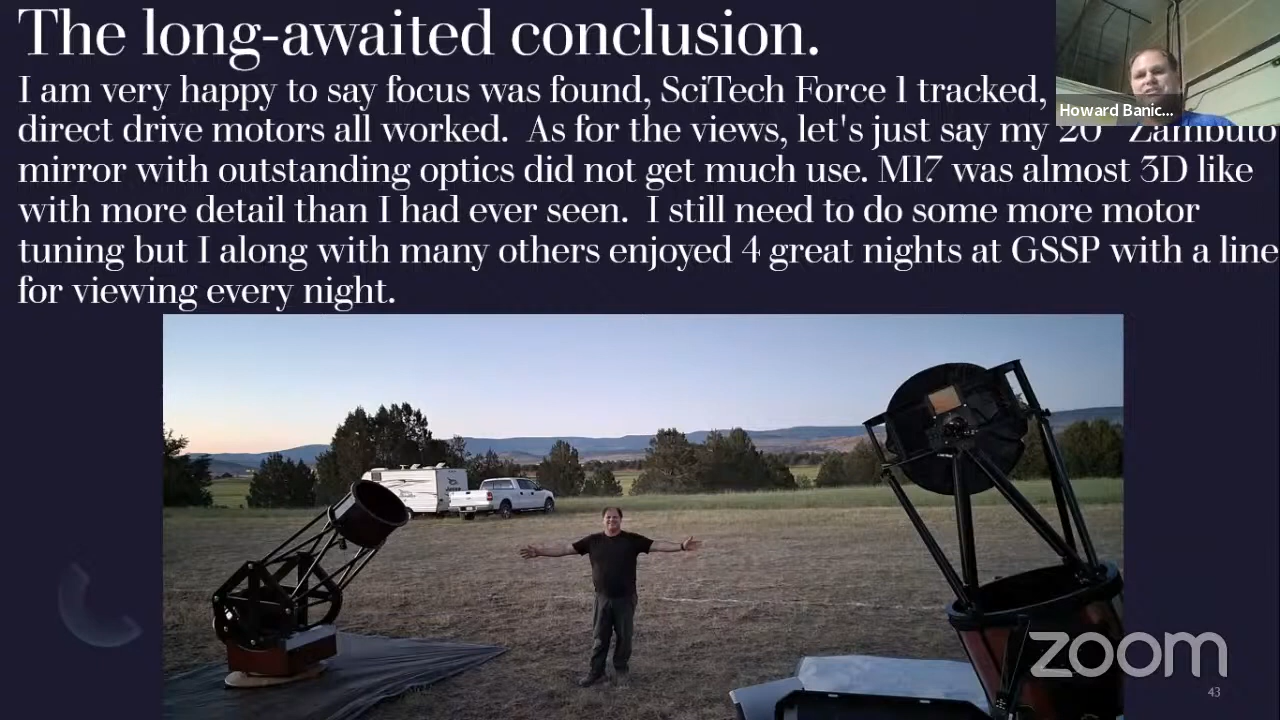 The long-awaited conclusion.
I am very happy to say focus was found, SciTech Force 1 tracked,
direct drive motors all worked. As for the views, let's just say my 20" Zambuto
mirror with outstanding optics did not get much use. M17 was almost 3D like
with more detail than I had ever seen. I still need to do some more motor
tuning but I along with many others enjoyed 4 great nights at GSSP with a line
for viewing every night.
Howard Banic...
zoom
43